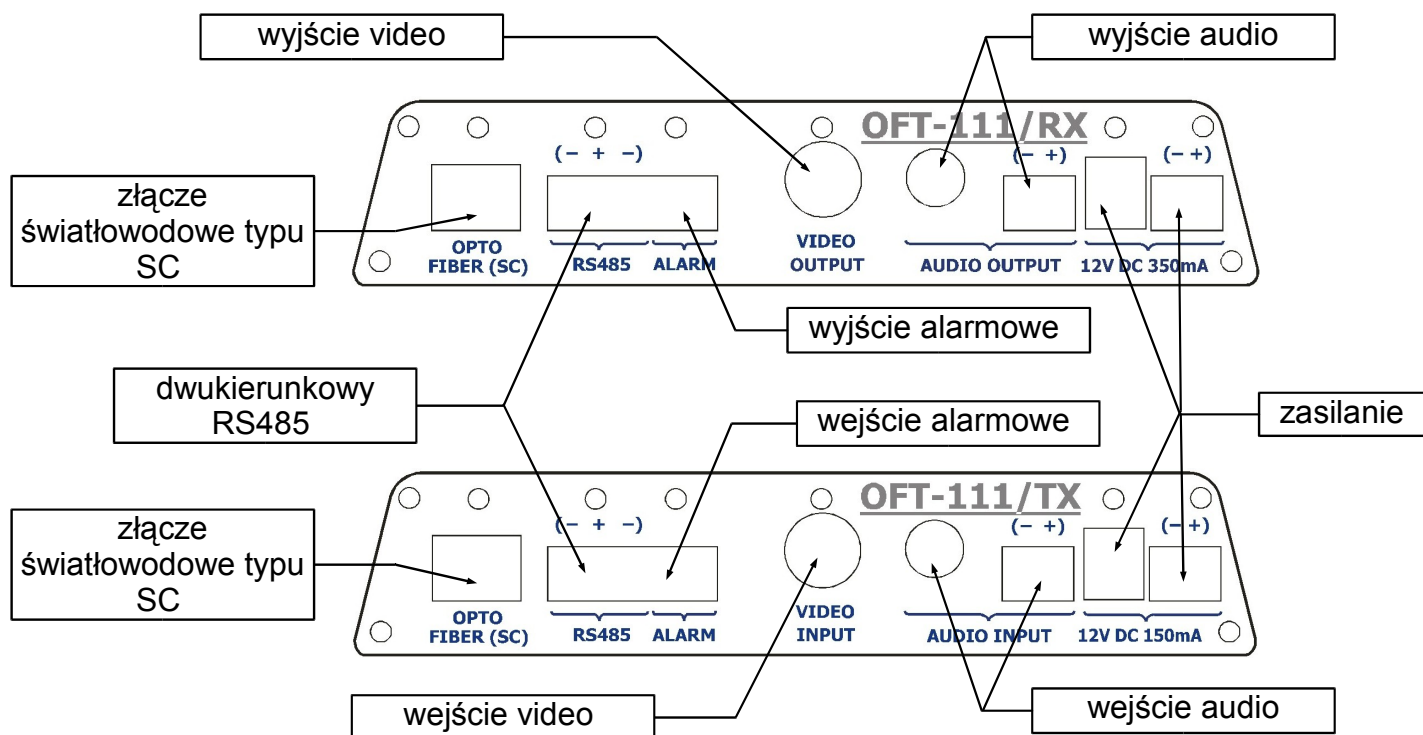 wyjście video
wyjście audio
OFT-111/RX
(– + –)
(– +)
(– +)
złącze
światłowodowe typu
SC
OPTO
FIBER (SC)
RS485
ALARM
VIDEO
OUTPUT
AUDIO OUTPUT
12V DC 350mA
wyjście alarmowe
dwukierunkowy
RS485
wejście alarmowe
zasilanie
OFT-111/TX
(– + –)
(– +)
(– +)
złącze
światłowodowe typu
SC
OPTO
FIBER (SC)
RS485
ALARM
VIDEO
INPUT
AUDIO INPUT
12V DC 150mA
wejście video
wejście audio